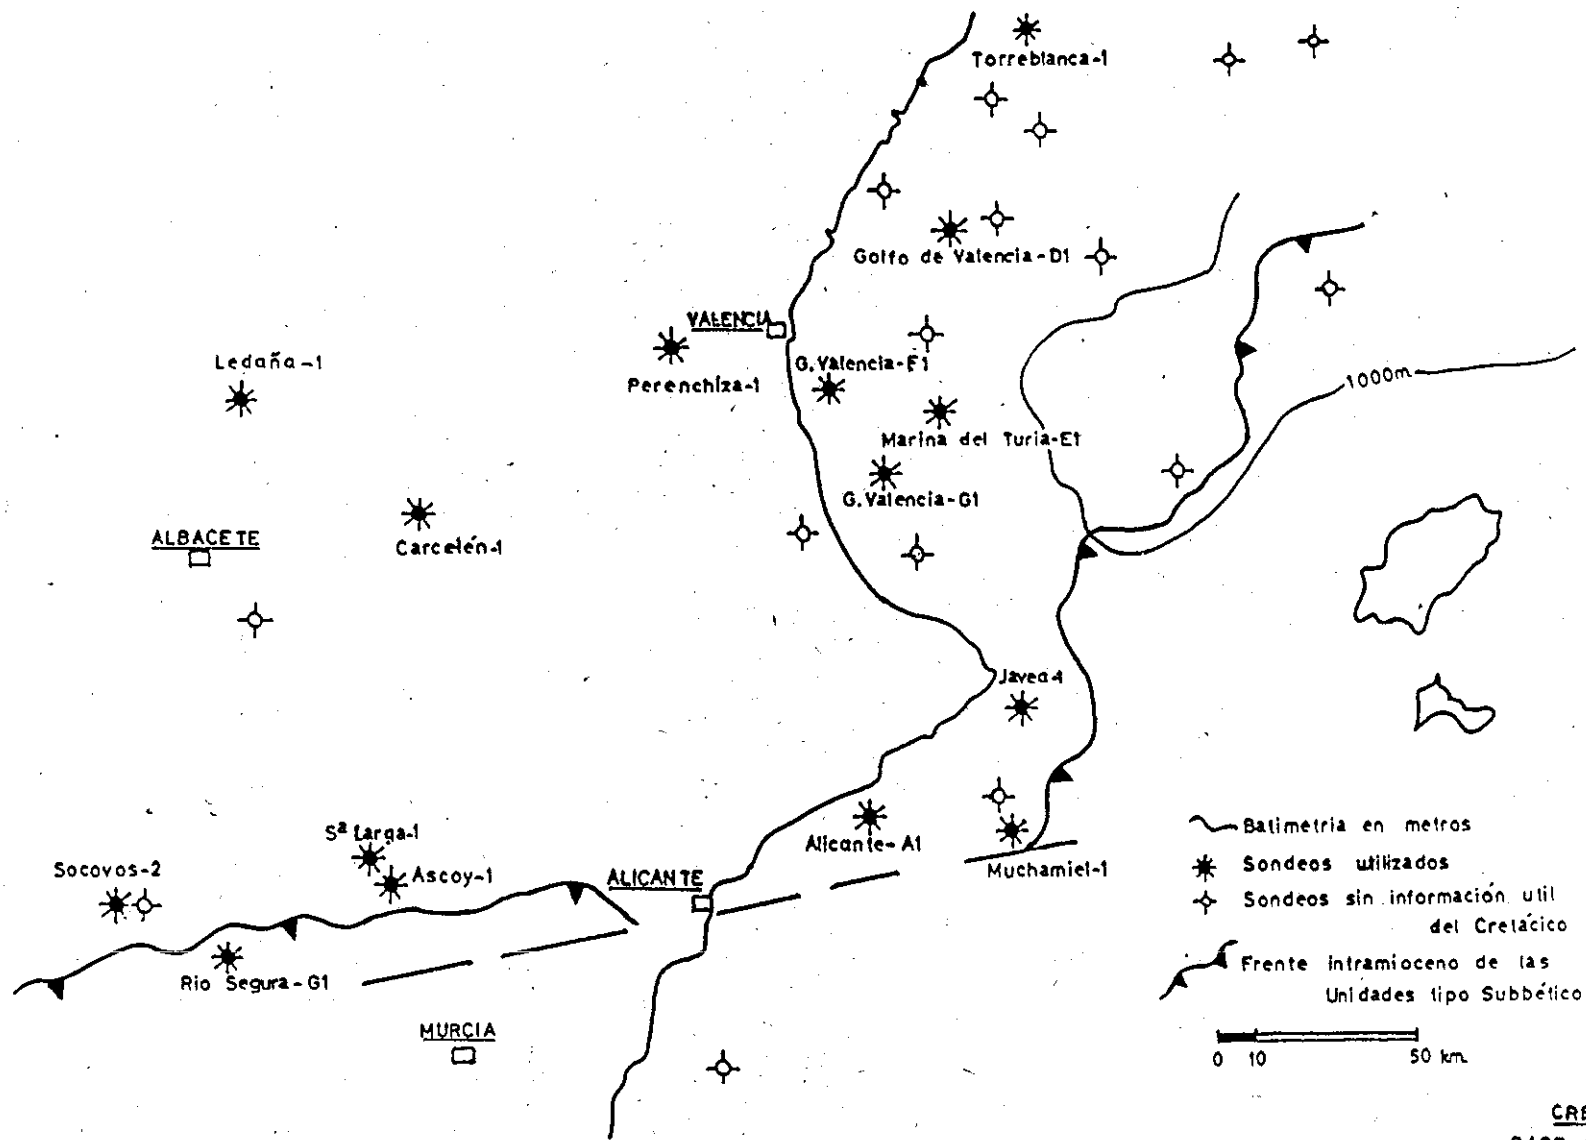 Torreblanca-1
Golfo de Valencia-D1
VALENCIA
Ledaña-1
Perenchiza-1
G.Valencia-F1
1000m
Marina del Turia-E1
G.Valencia-G1
ALBACETE
Carcelén-1
Javea-1
Sª Larga-1
Alicante-A1
Muchamiel-1
Socovos-2
Ascoy-1
ALICANTE
Rio Segura-G1
MURCIA
Batimetria en metros
Sondeos utilizados
Sondeos sin información util
del Cretácico
Frente intramioceno de las
Unidades tipo Subbético
0 10 50 km.